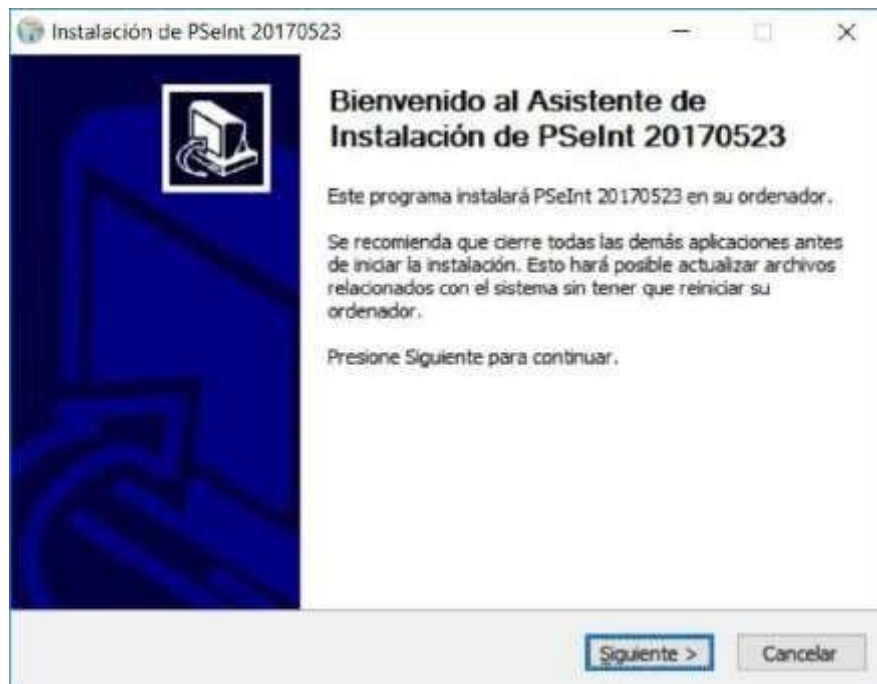 Instalación de PSeInt 20170523
Bienvenido al Asistente de
Instalación de PSeInt 20170523
Este programa instalará PSeInt 20170523 en su ordenador.
Se recomienda que cierre todas las demás aplicaciones antes
de iniciar la instalación. Esto hará posible actualizar archivos
relacionados con el sistema sin tener que reiniciar su
ordenador.
Presione Siguiente para continuar.
Siguiente >
Cancelar